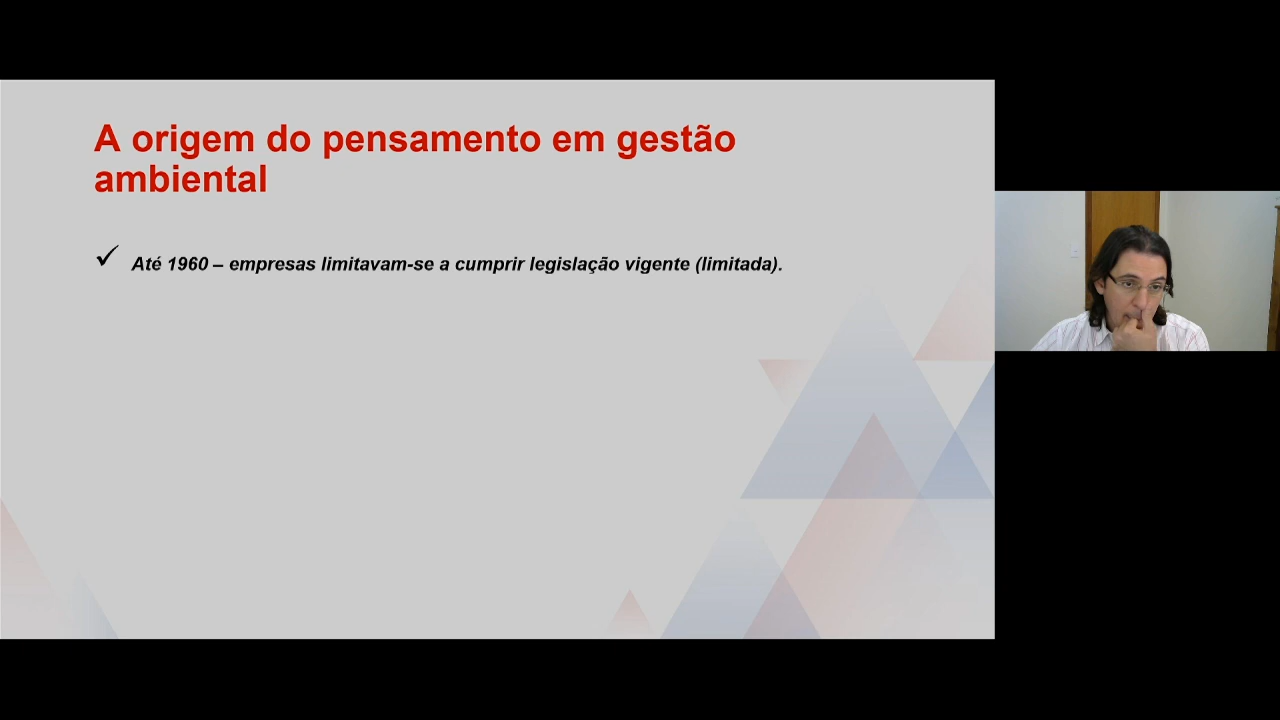 A origem do pensamento em gestão
ambiental
✓ Até 1960 – empresas limitavam-se a cumprir legislação vigente (limitada).